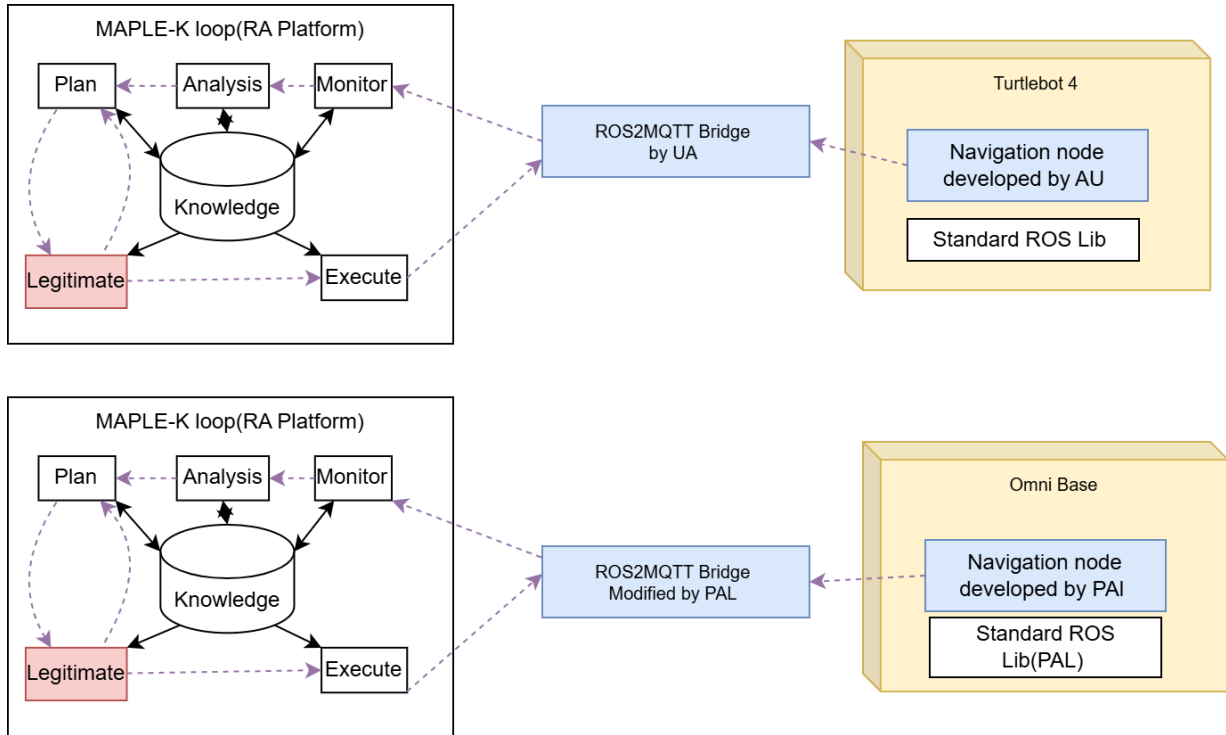 MAPLE-K loop(RA Platform)
Plan
Analysis
Monitor
Knowledge
Legitimate
Execute
ROS2MQTT Bridge
by UA
Turtlebot 4
Navigation node
developed by AU
Standard ROS Lib
MAPLE-K loop(RA Platform)
Plan
Analysis
Monitor
Knowledge
Legitimate
Execute
ROS2MQTT Bridge
Modified by PAL
Omni Base
Navigation node
developed by PAl
Standard ROS
Lib(PAL)